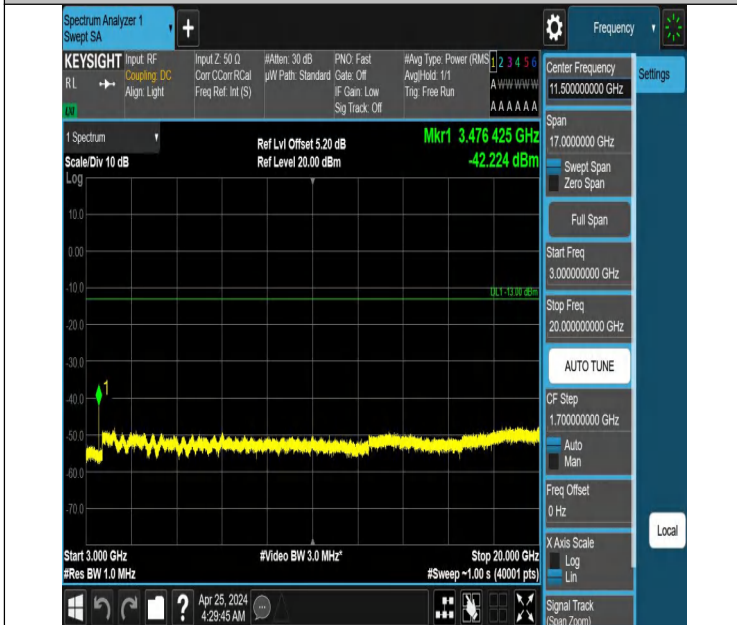 Spectrum Analyzer 1
Swept SA
Frequency
KEYSIGHT
RL
LXI
Input: RF
Coupling: DC
Align: Light
Input Z: 50 Ω
Corr CCorr RCal
Freq Ref: Int (S)
#Atten: 30 dB
µW Path: Standard
PNO: Fast
Gate: Off
IF Gain: Low
Sig Track: Off
#Avg Type: Power (RMS
Avg|Hold: 1/1
Trig: Free Run
1 2 3 4 5 6
A W W W W W
A A A A A A
1 Spectrum
Scale/Div 10 dB
Log
Ref Lvl Offset 5.20 dB
Ref Level 20.00 dBm
Mkr1 3.476 425 GHz
-42.224 dBm
10.0
0.00
-10.0
DL1 -13.00 dBm
-20.0
-30.0
-40.0
1
-50.0
-60.0
-70.0
Start 3.000 GHz
#Res BW 1.0 MHz
#Video BW 3.0 MHz*
Stop 20.000 GHz
#Sweep ~1.00 s (40001 pts)
Apr 25, 2024
4:29:45 AM
Center Frequency
11.500000000 GHz
Span
17.0000000 GHz
Swept Span
Zero Span
Full Span
Start Freq
3.000000000 GHz
Stop Freq
20.000000000 GHz
AUTO TUNE
CF Step
1.700000000 GHz
Auto
Man
Freq Offset
0 Hz
X Axis Scale
Log
Lin
Signal Track
(Span Zoom)
Settings
Local